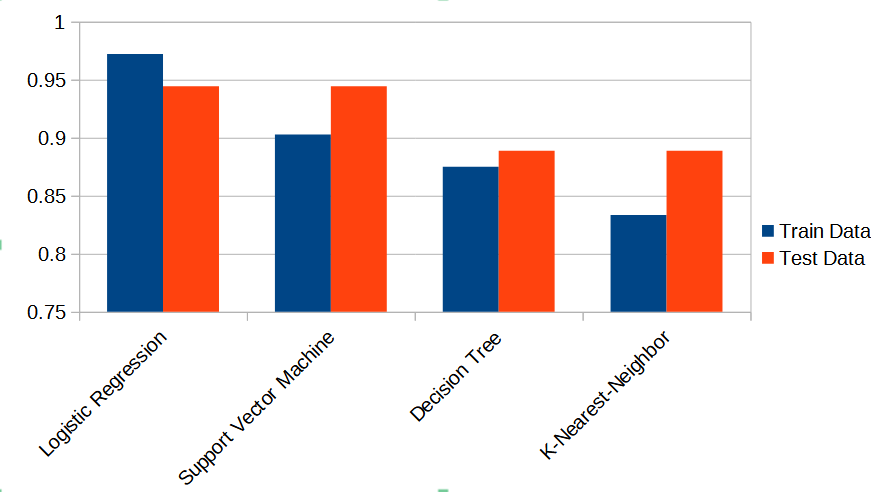 1
0.95
0.9
0.85
0.8
0.75
Logistic Regression
Support Vector Machine
Decision Tree
K-Nearest-Neighbor
Train Data
Test Data